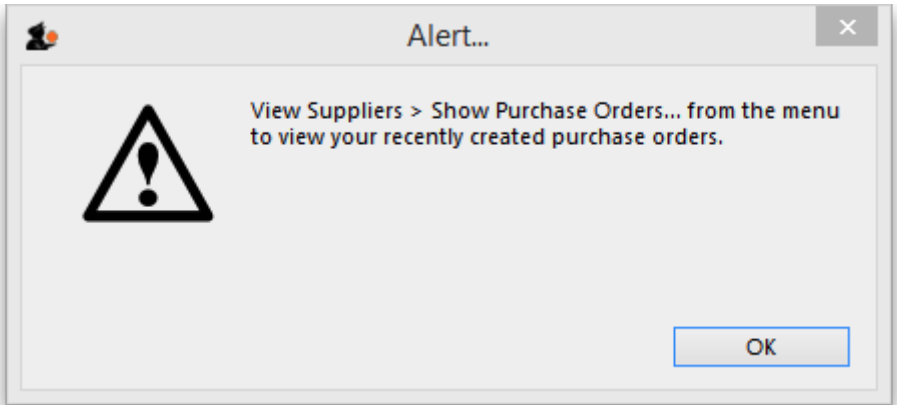 Alert...
View Suppliers > Show Purchase Orders... from the menu
to view your recently created purchase orders.
OK